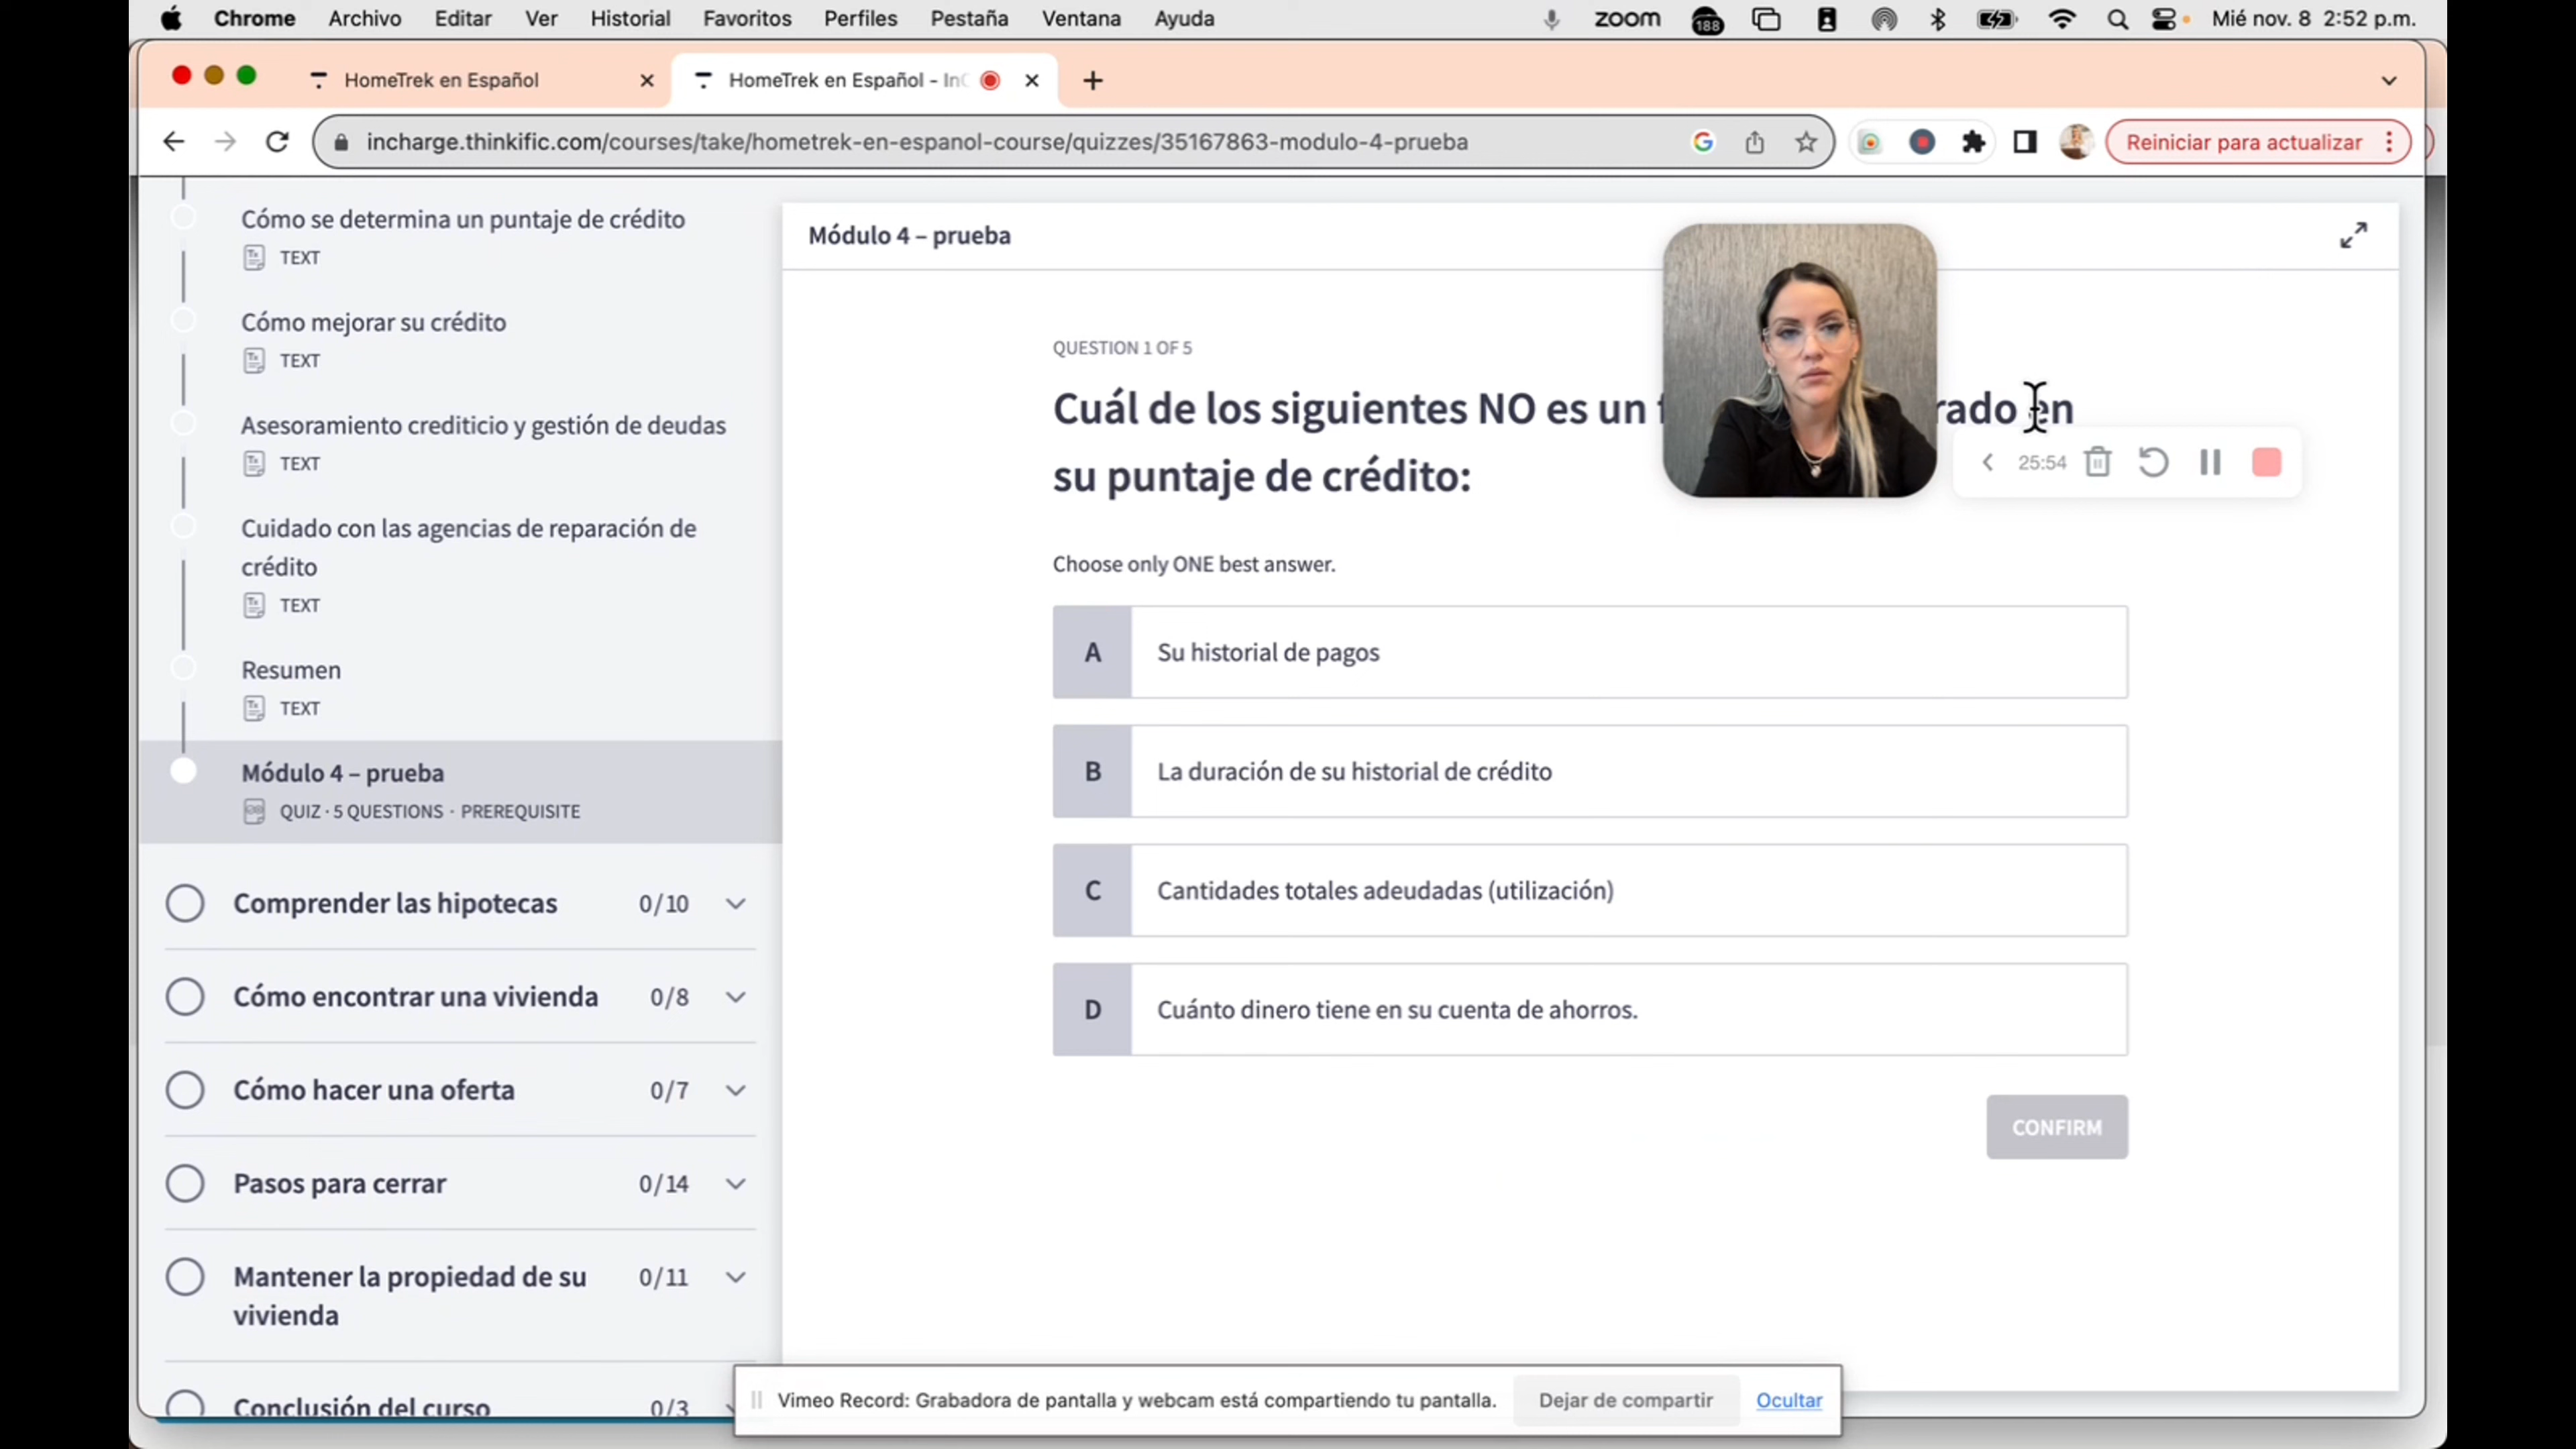 Chrome Archivo Editar Ver Historial Favoritos Perfiles Pestaña Ventana Ayuda zoom 188 Mié nov. 8 2:52 p.m.
HomeTrek en Español HomeTrek en Español - InC
incharge.thinkific.com/courses/take/hometrek-en-espanol-course/quizzes/35167863-modulo-4-prueba Reiniciar para actualizar
Cómo se determina un puntaje de crédito
TEXT
Cómo mejorar su crédito
TEXT
Asesoramiento crediticio y gestión de deudas
TEXT
Cuidado con las agencias de reparación de
crédito
TEXT
Resumen
TEXT
Módulo 4 – prueba
QUIZ · 5 QUESTIONS · PREREQUISITE
Comprender las hipotecas 0/10
Cómo encontrar una vivienda 0/8
Cómo hacer una oferta 0/7
Pasos para cerrar 0/14
Mantener la propiedad de su 0/11
vivienda
Conclusión del curso 0/3
Módulo 4 – prueba
QUESTION 1 OF 5
Cuál de los siguientes NO es un rado en
su puntaje de crédito:
25:54
Choose only ONE best answer.
A Su historial de pagos
B La duración de su historial de crédito
C Cantidades totales adeudadas (utilización)
D Cuánto dinero tiene en su cuenta de ahorros.
CONFIRM
Vimeo Record: Grabadora de pantalla y webcam está compartiendo tu pantalla. Dejar de compartir Ocultar